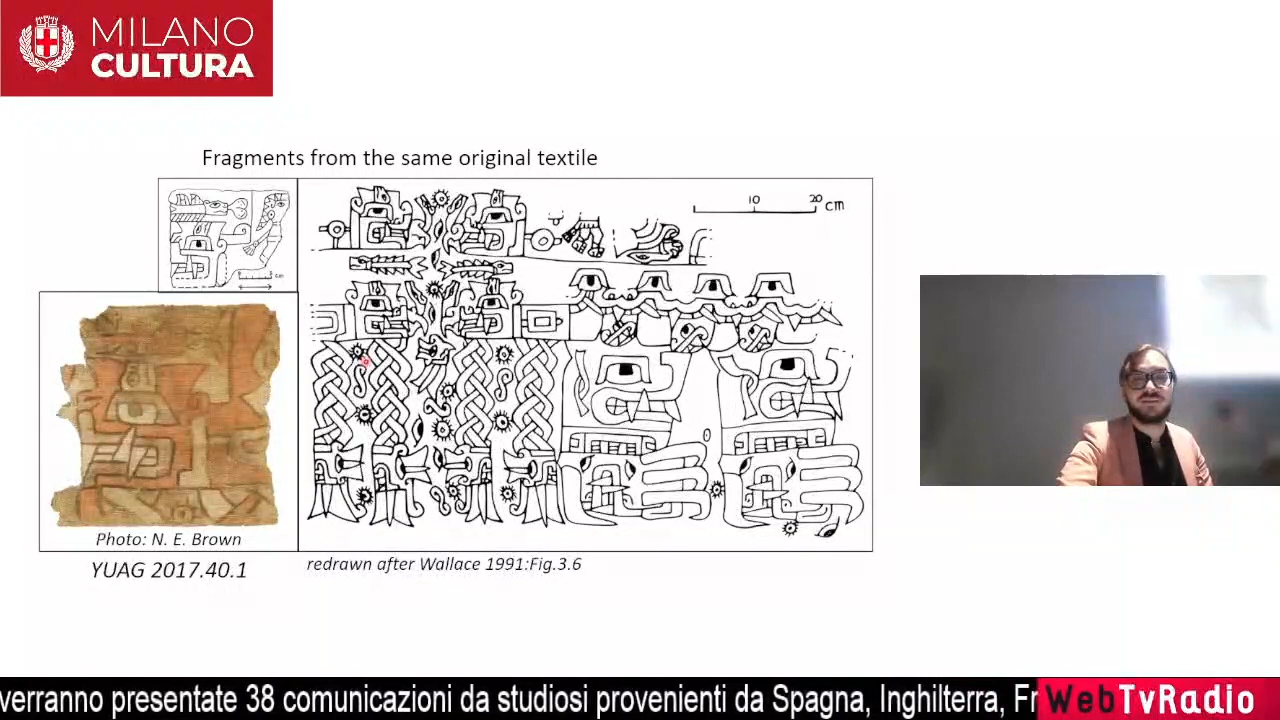 MILANO
CULTURA
Fragments from the same original textile
10
20
cm
cm
Photo: N. E. Brown
YUAG 2017.40.1
redrawn after Wallace 1991:Fig.3.6
verranno presentate 38 comunicazioni da studiosi provenienti da Spagna, Inghilterra, Fr
WebTvRadio